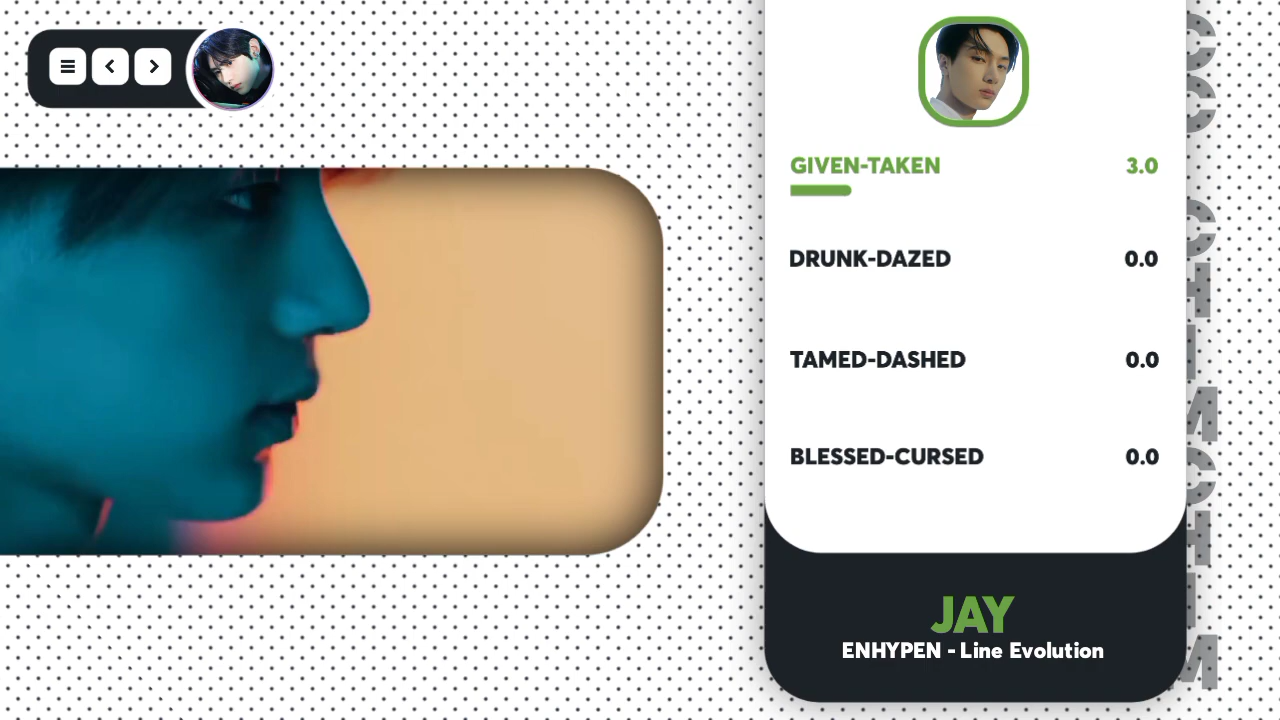 GIVEN-TAKEN 3.0
DRUNK-DAZED 0.0
TAMED-DASHED 0.0
BLESSED-CURSED 0.0
JAY
ENHYPEN - Line Evolution